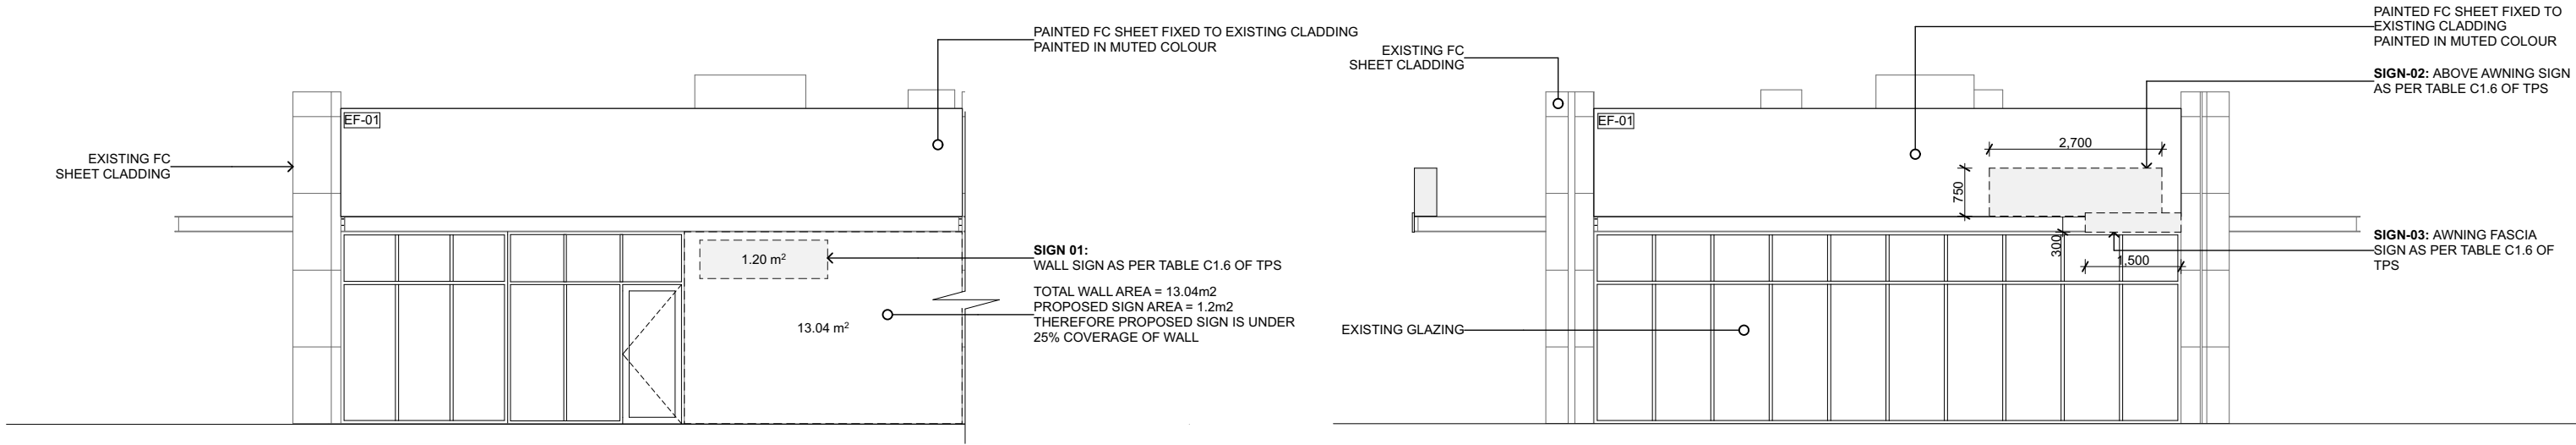 PAINTED FC SHEET FIXED TO EXISTING CLADDING
PAINTED IN MUTED COLOUR
EF-01
EXISTING FC
SHEET CLADDING
SIGN 01:
WALL SIGN AS PER TABLE C1.6 OF TPS
1.20 m²
TOTAL WALL AREA = 13.04m2
PROPOSED SIGN AREA = 1.2m2
THEREFORE PROPOSED SIGN IS UNDER
25% COVERAGE OF WALL
13.04 m²
EXISTING FC
SHEET CLADDING
PAINTED FC SHEET FIXED TO
EXISTING CLADDING
PAINTED IN MUTED COLOUR
SIGN-02: ABOVE AWNING SIGN
AS PER TABLE C1.6 OF TPS
EF-01
2,700
750
SIGN-03: AWNING FASCIA
SIGN AS PER TABLE C1.6 OF
TPS
300
1,500
EXISTING GLAZING